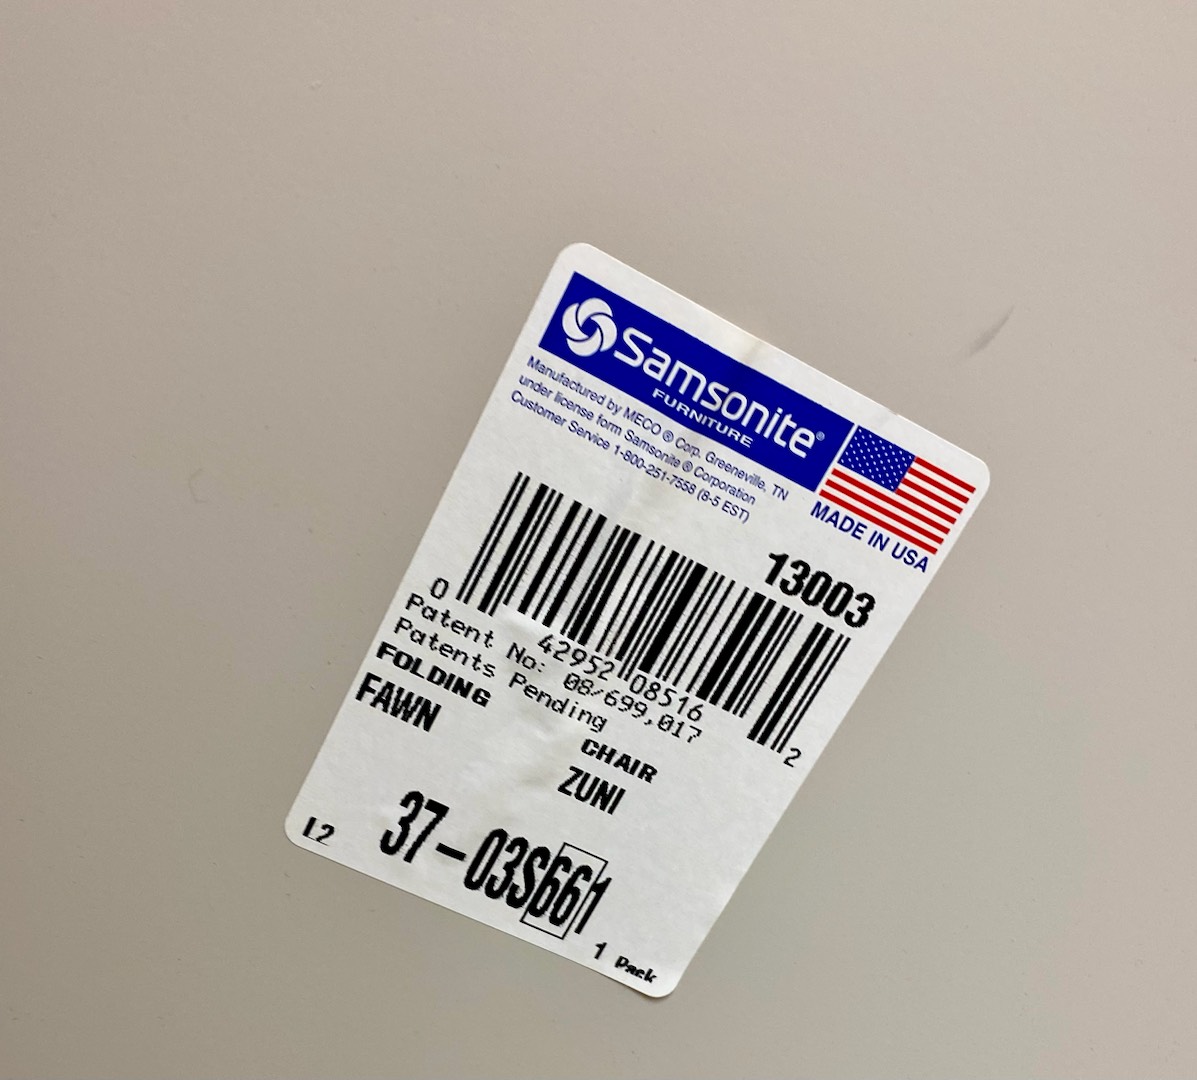 Samsonite®
FURNITURE
Manufactured by MECO ® Corp. Greeneville, TN
under license form Samsonite ® Corporation
Customer Service 1-800-251-7558 (8-5 EST)
MADE IN USA
13003
0 42952 08516 2
Patent No: 08/699,017
Patents Pending
FOLDING CHAIR
FAWN ZUNI
37-03S661
L2
1 Pack